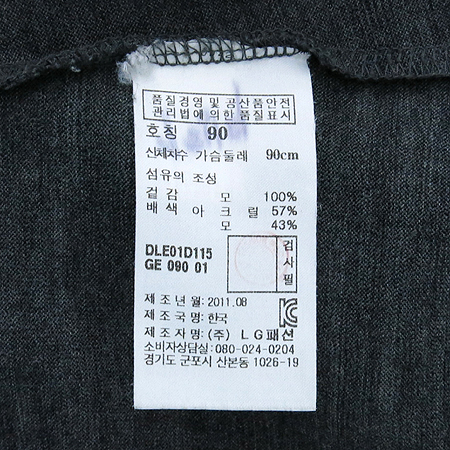 품질경영 및 공산품안전
관리법에 의한 품질표시
호칭 90
신체치수 가슴둘레 90cm
섬유의 조성
겉감 모 100%
배색 아크릴 57%
모 43%
DLE01D115
GE 090 01
검사필
제조년월: 2011.08
제조국명: 한국
제조자명: (주) LG패션
소비자상담실: 080-024-0204
경기도 군포시 산본동 1026-19